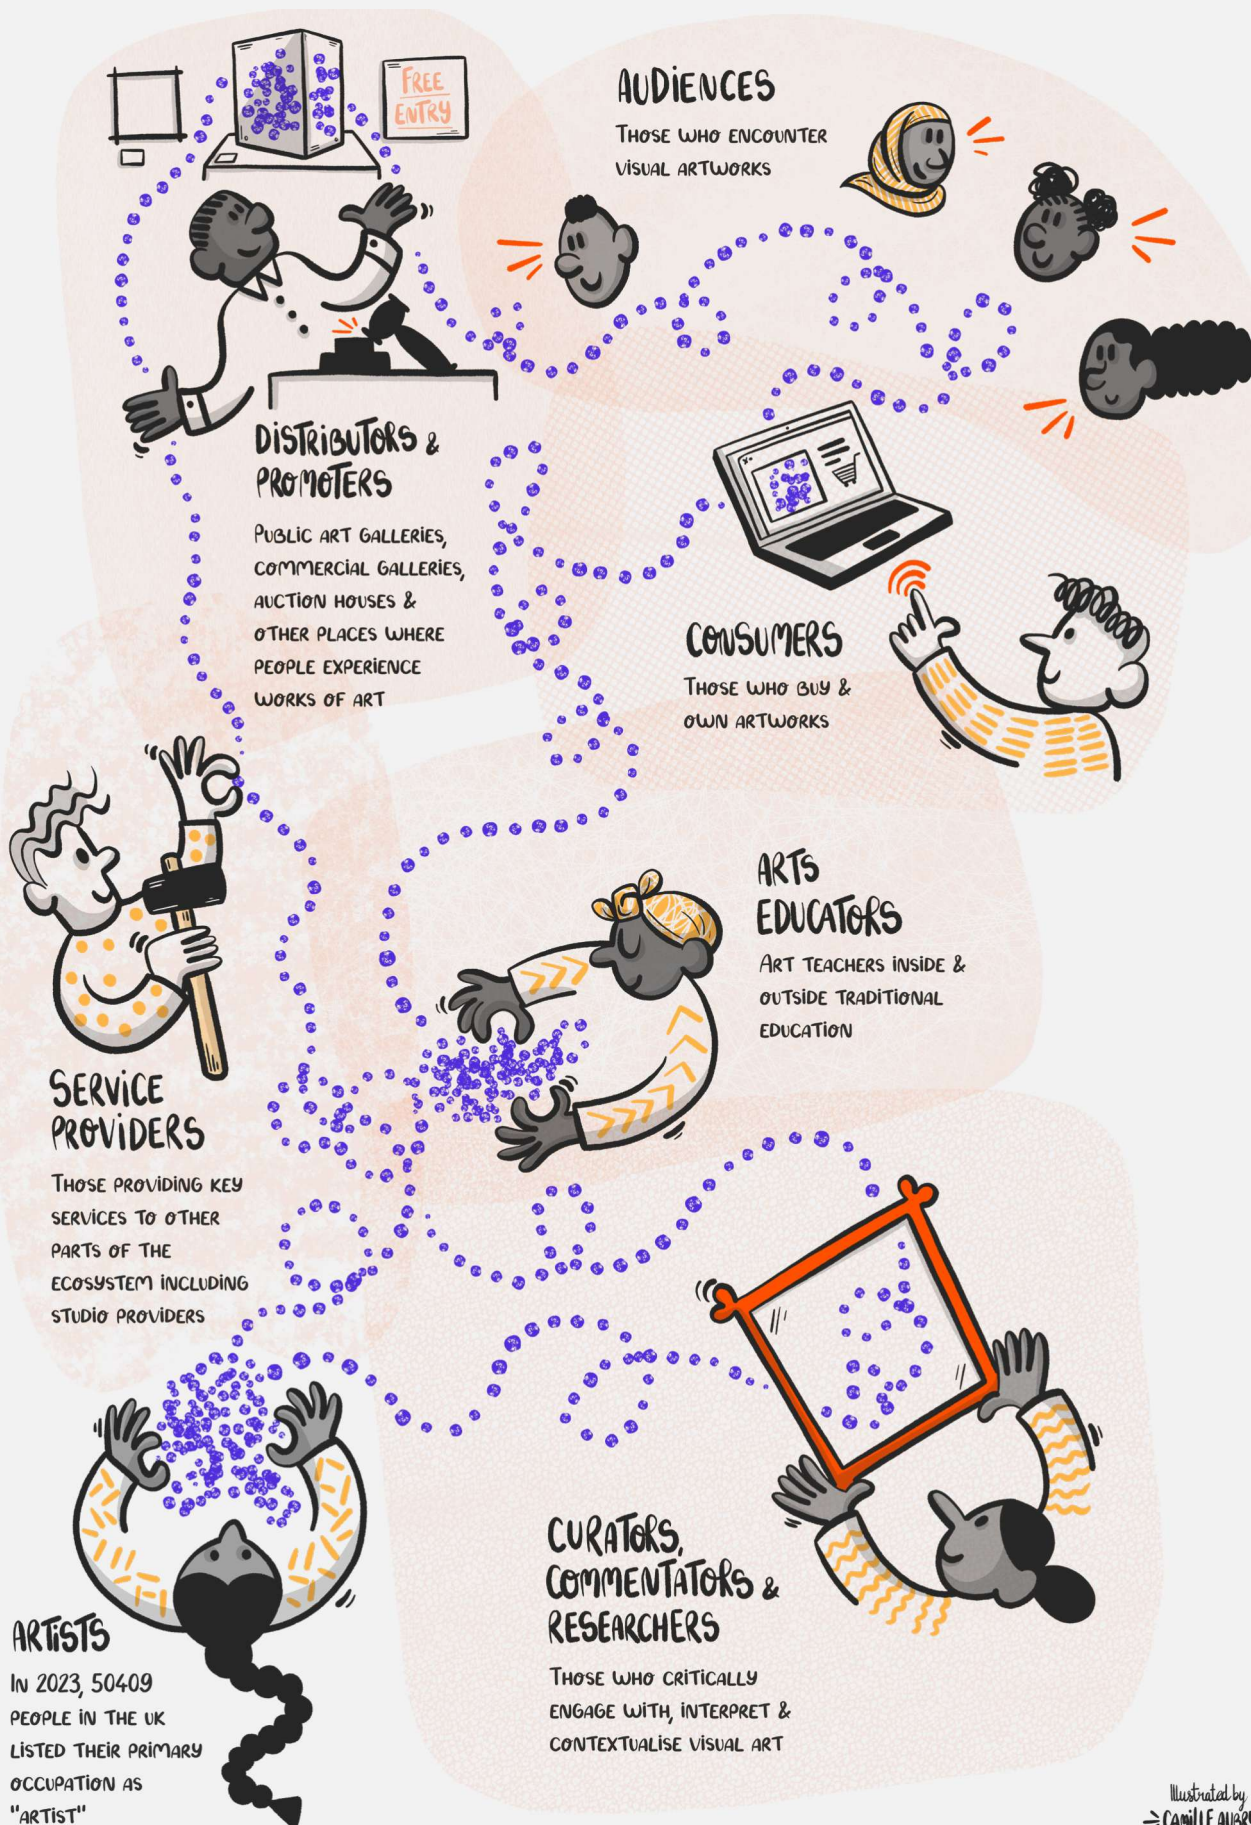 FREE
ENTRY
AUDIENCES
THOSE WHO ENCOUNTER
VISUAL ARTWORKS
DISTRIBUTORS &
PROMOTERS
PUBLIC ART GALLERIES,
COMMERCIAL GALLERIES,
AUCTION HOUSES &
OTHER PLACES WHERE
PEOPLE EXPERIENCE
WORKS OF ART
CONSUMERS
THOSE WHO BUY &
OWN ARTWORKS
ARTS
EDUCATORS
ART TEACHERS INSIDE &
OUTSIDE TRADITIONAL
EDUCATION
SERVICE
PROVIDERS
THOSE PROVIDING KEY
SERVICES TO OTHER
PARTS OF THE
ECOSYSTEM INCLUDING
STUDIO PROVIDERS
CURATORS,
COMMENTATORS &
RESEARCHERS
THOSE WHO CRITICALLY
ENGAGE WITH, INTERPRET &
CONTEXTUALISE VISUAL ART
ARTISTS
IN 2023, 50409
PEOPLE IN THE UK
LISTED THEIR PRIMARY
OCCUPATION AS
"ARTIST"
Illustrated by
CAMILLE